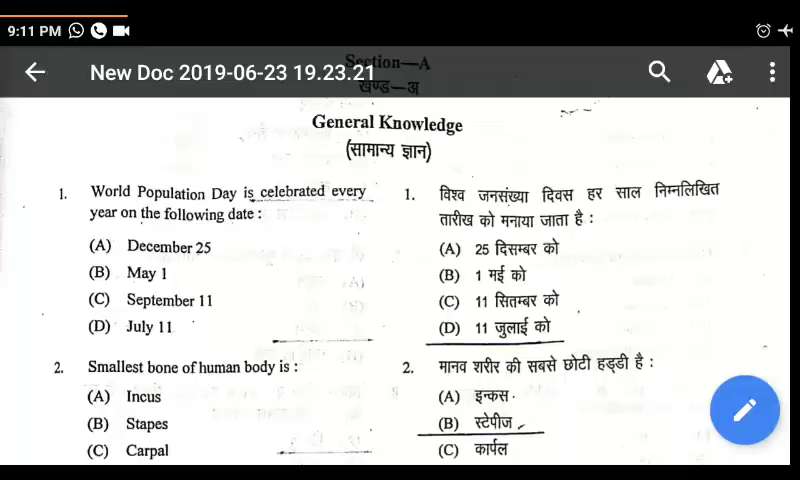 9:11 PM
Section—A
New Doc 2019-06-23 19.23.21
खण्ड—अ
General Knowledge
(सामान्य ज्ञान)
1. World Population Day is celebrated every
year on the following date :
(A) December 25
(B) May 1
(C) September 11
(D) July 11
2. Smallest bone of human body is :
(A) Incus
(B) Stapes
(C) Carpal
1. विश्व जनसंख्या दिवस हर साल निम्नलिखित
तारीख को मनाया जाता है :
(A) 25 दिसम्बर को
(B) 1 मई को
(C) 11 सितम्बर को
(D) 11 जुलाई को
2. मानव शरीर की सबसे छोटी हड्डी है :
(A) इन्कस
(B) स्टेपीज
(C) कार्पल